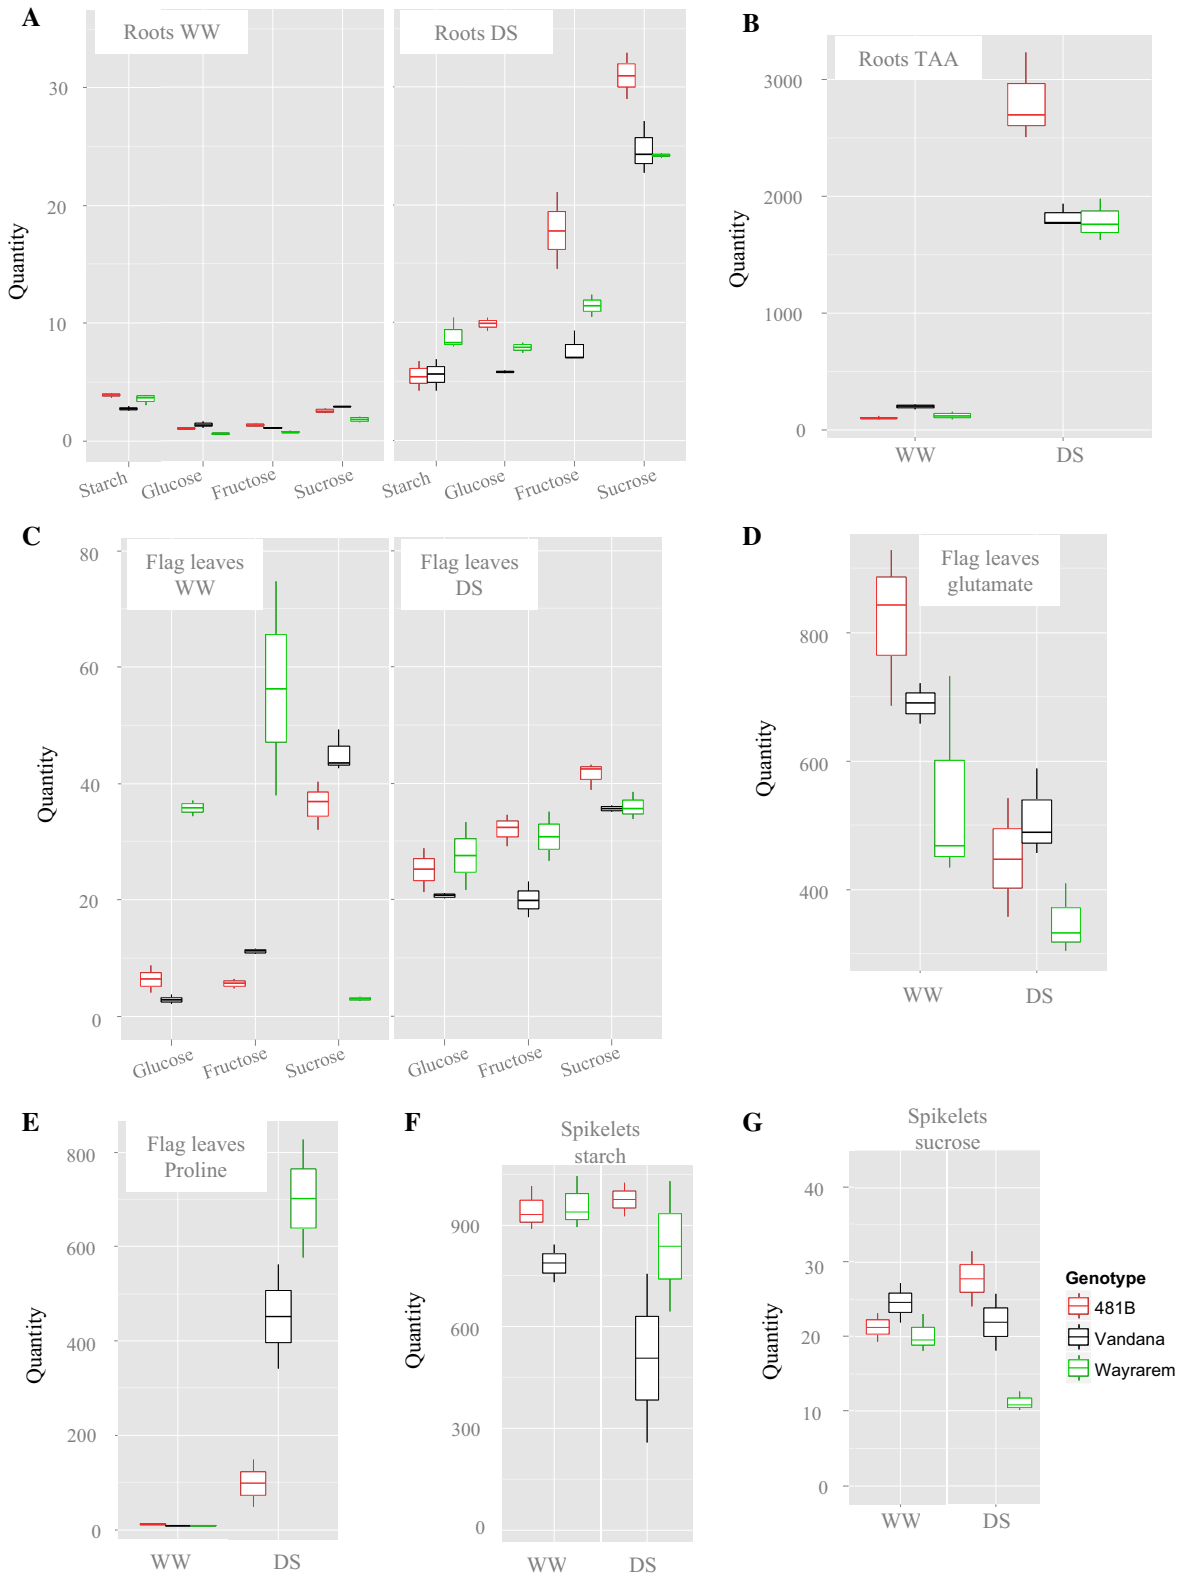 A
Roots WW
Roots DS
Quantity
30
20
10
0
Starch
Glucose
Fructose
Sucrose
Starch
Glucose
Fructose
Sucrose
B
Roots TAA
Quantity
3000
2000
1000
0
WW
DS
C
Flag leaves
WW
Flag leaves
DS
Quantity
80
60
40
20
0
Glucose
Fructose
Sucrose
Glucose
Fructose
Sucrose
D
Flag leaves
glutamate
Quantity
800
600
400
WW
DS
E
Flag leaves
Proline
Quantity
800
600
400
200
0
WW
DS
F
Spikelets
starch
Quantity
900
600
300
0
WW
DS
G
Spikelets
sucrose
Quantity
40
30
20
10
0
WW
DS
Genotype
481B
Vandana
Wayrarem